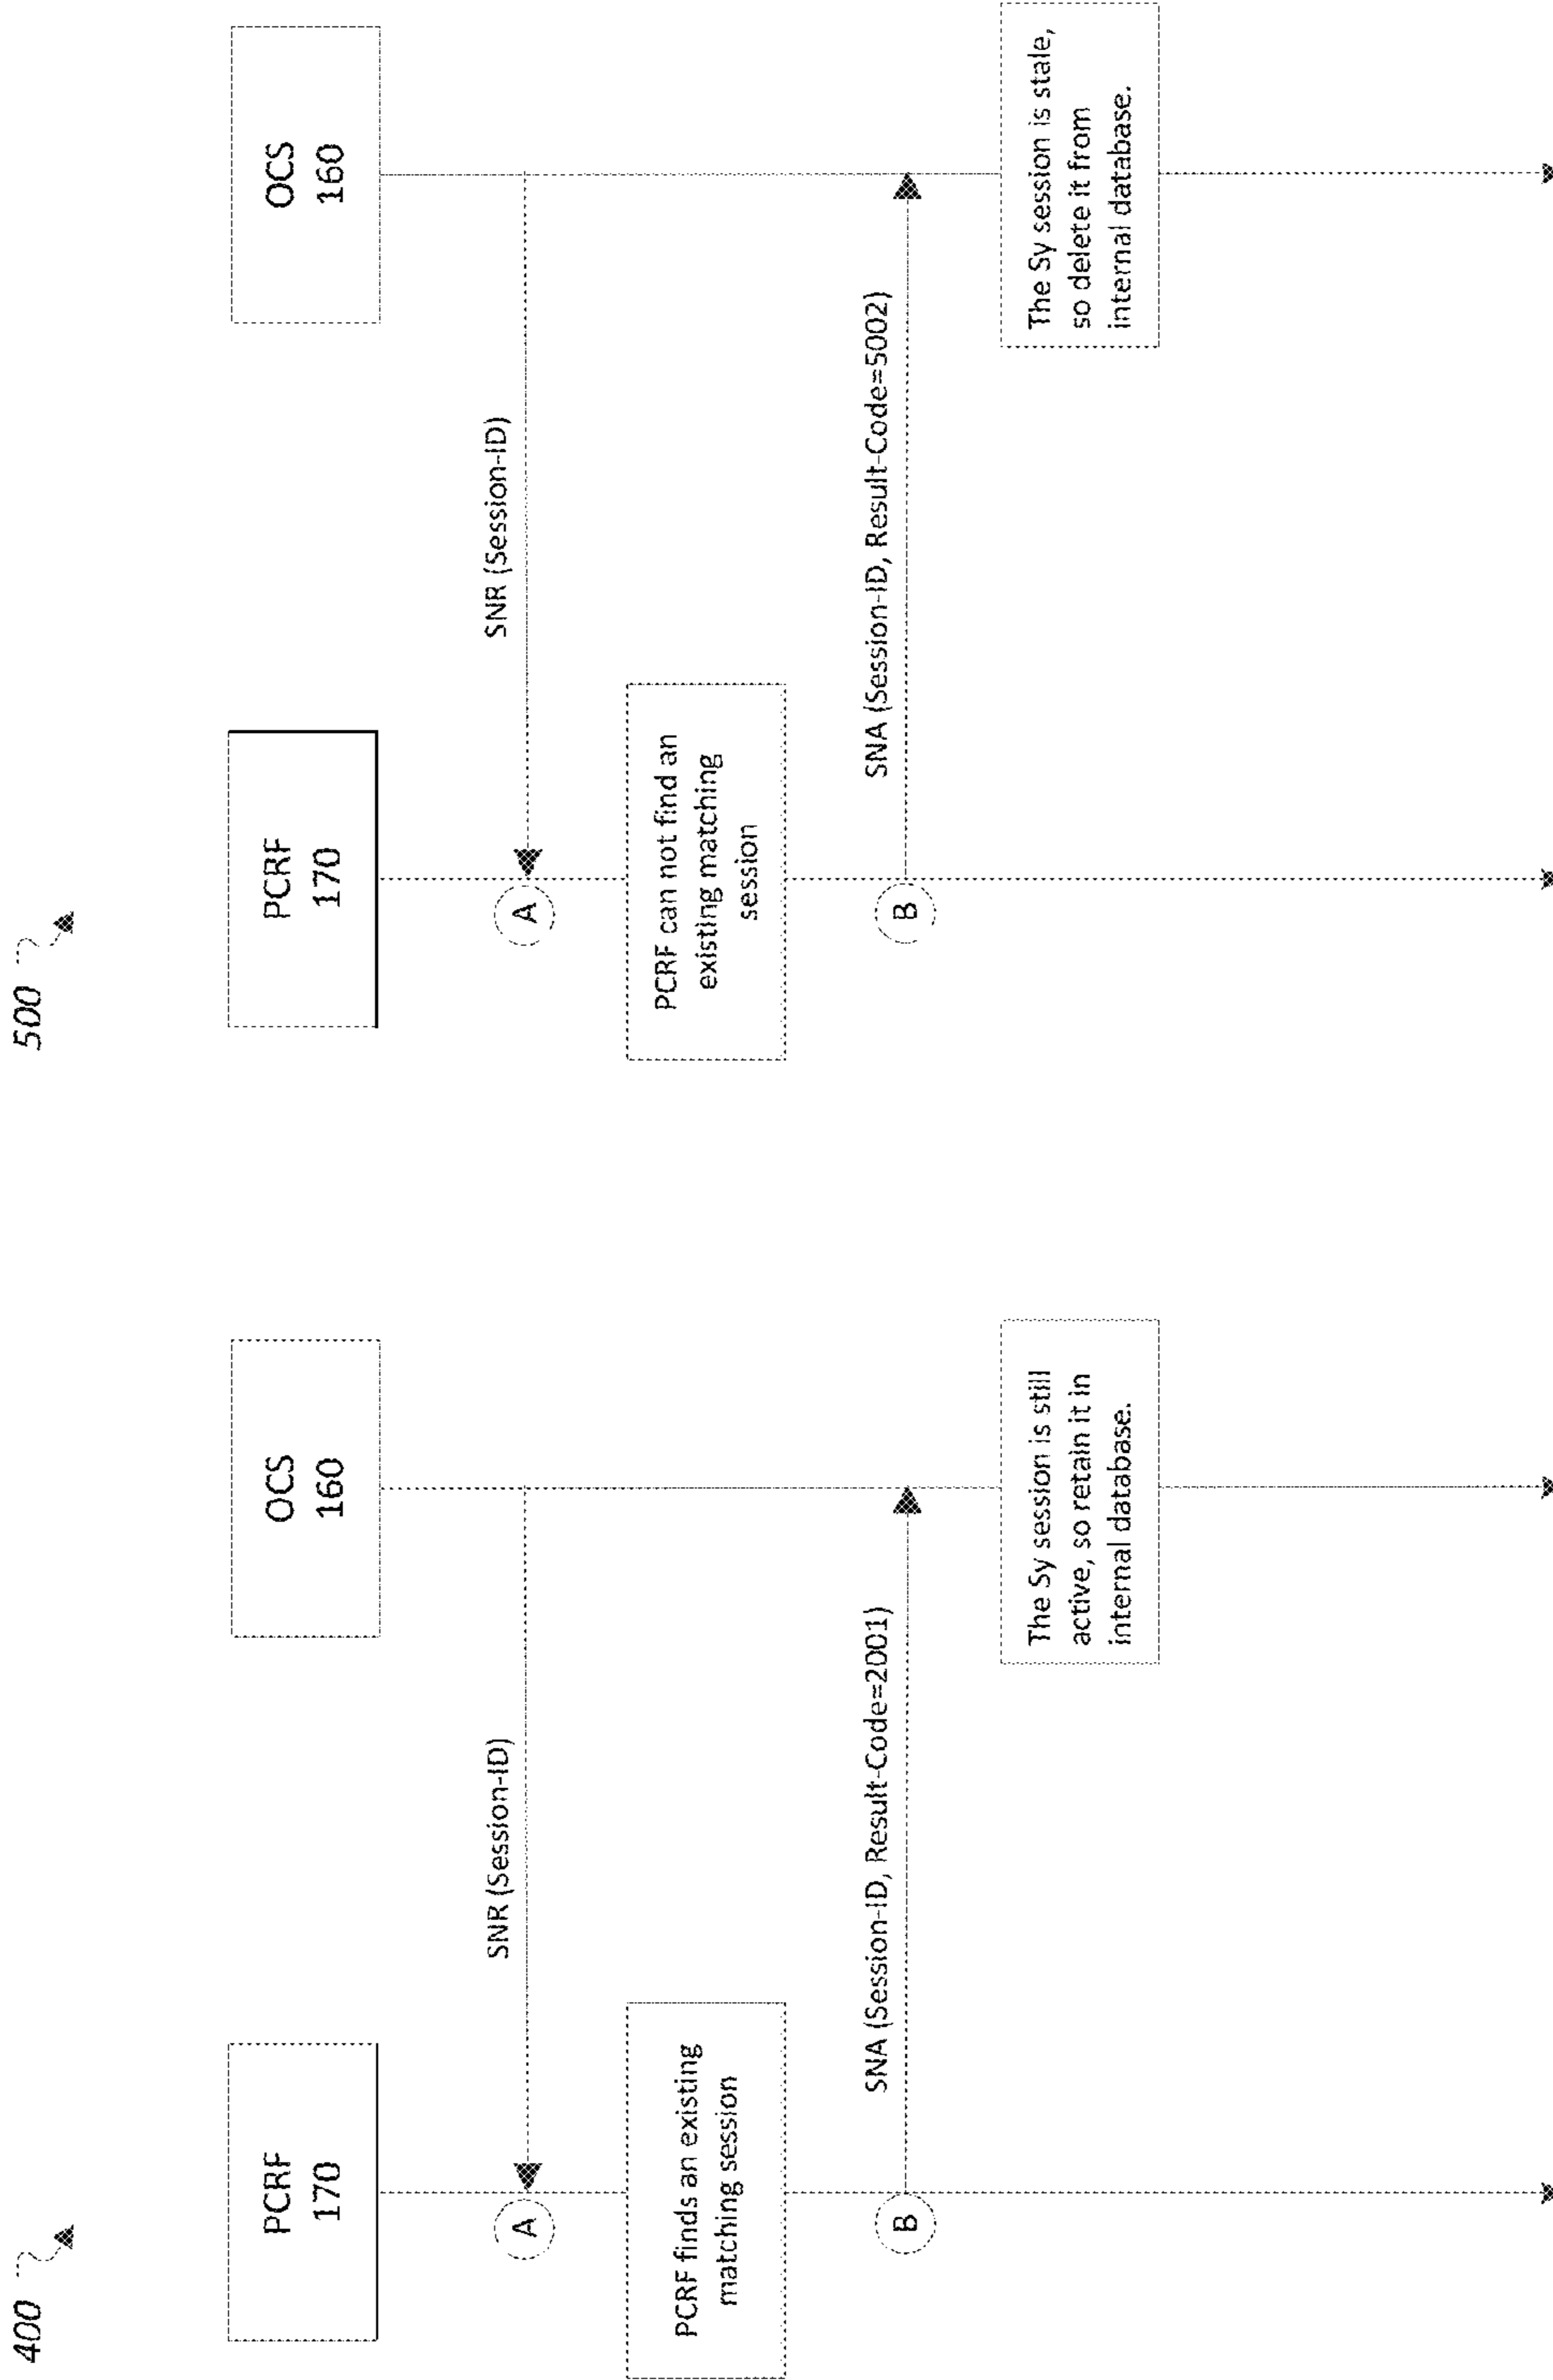 400
PCRF
170
OCS
160
SNR (Session-ID)
A
PCRF finds an existing
matching session
SNA (Session-ID, Result-Code=2001)
B
The Sy session is still
active, so retain it in
internal database.
500
PCRF
170
OCS
160
SNR (Session-ID)
A
PCRF can not find an
existing matching
session
SNA (Session-ID, Result-Code=5002)
B
The Sy session is stale,
so delete it from
internal database.